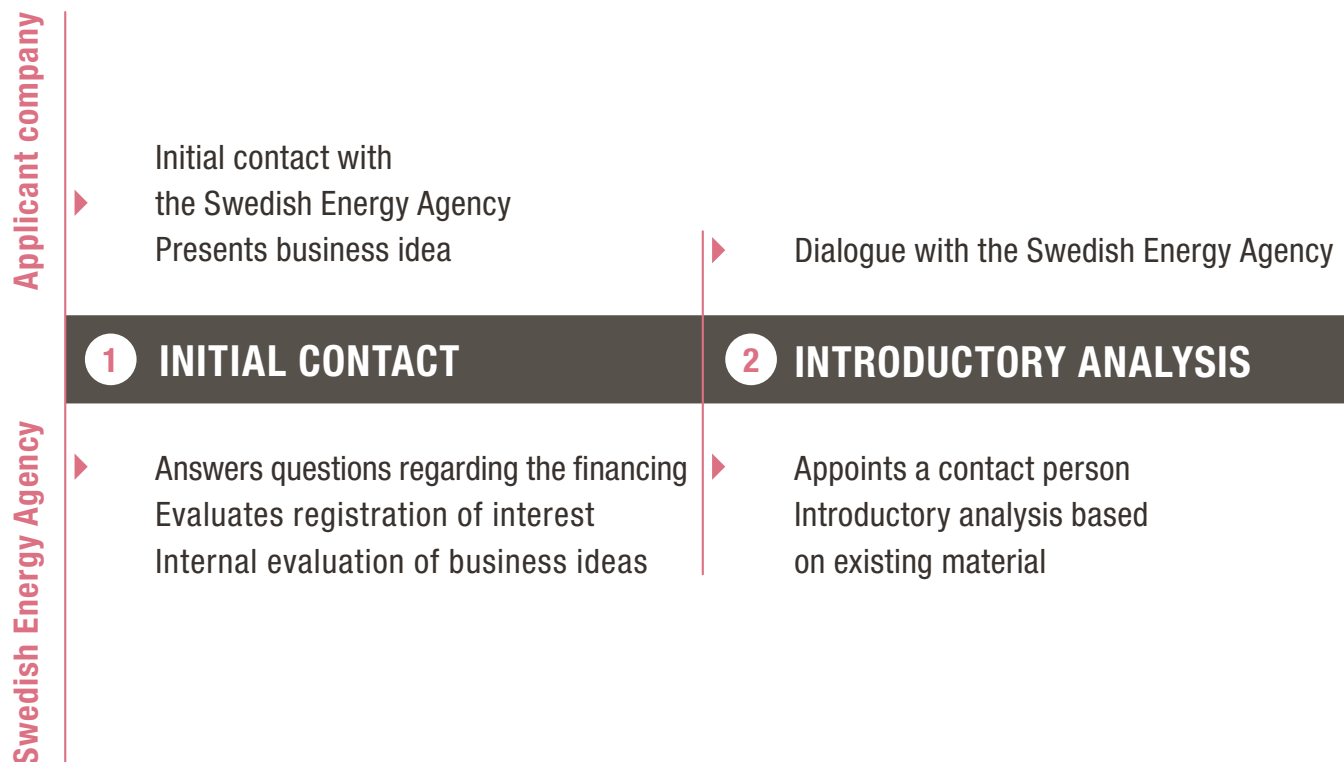 Applicant company
Initial contact with
the Swedish Energy Agency
Presents business idea
Dialogue with the Swedish Energy Agency
1 INITIAL CONTACT
2 INTRODUCTORY ANALYSIS
Swedish Energy Agency
Answers questions regarding the financing
Evaluates registration of interest
Internal evaluation of business ideas
Appoints a contact person
Introductory analysis based
on existing material